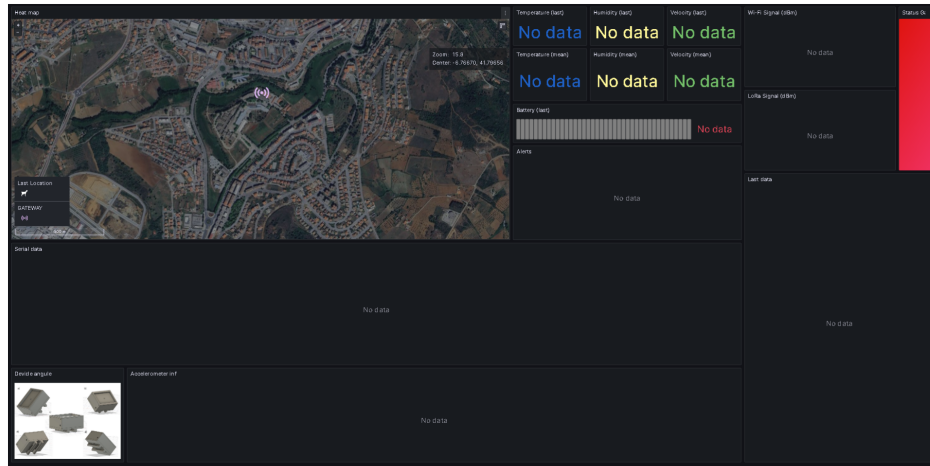 Heat map
Zoom: 15.8
Center: -6.76670, 41.79656
Last Location
GATEWAY
Temperature (last)
No data
Humidity (last)
No data
Velocity (last)
No data
Temperature (mean)
No data
Humidity (mean)
No data
Velocity (mean)
No data
Battery (last)
No data
Alerts
No data
Wi-Fi Signal (dBm)
No data
LoRa Signal (dBm)
No data
Last data
No data
Serial data
No data
Accelerometer inf
No data